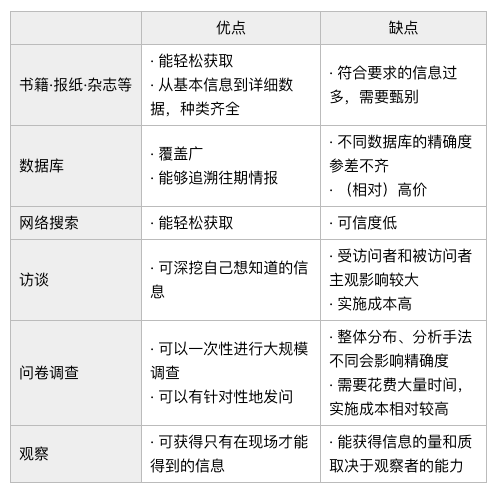 优点
缺点
书籍·报纸·杂志等
· 能轻松获取
· 从基本信息到详细数
据，种类齐全
· 符合要求的信息过
多，需要甄别
数据库
· 覆盖广
· 能够追溯往期情报
· 不同数据库的精确度
参差不齐
· （相对）高价
网络搜索
· 能轻松获取
· 可信度低
访谈
· 可深挖自己想知道的信
息
· 受访问者和被访问者
主观影响较大
· 实施成本高
问卷调查
· 可以一次性进行大规模
调查
· 可以有针对性地发问
· 整体分布、分析手法
不同会影响精确度
· 需要花费大量时间，
实施成本相对较高
观察
· 可获得只有在现场才能
得到的信息
· 能获得信息的量和质
取决于观察者的能力